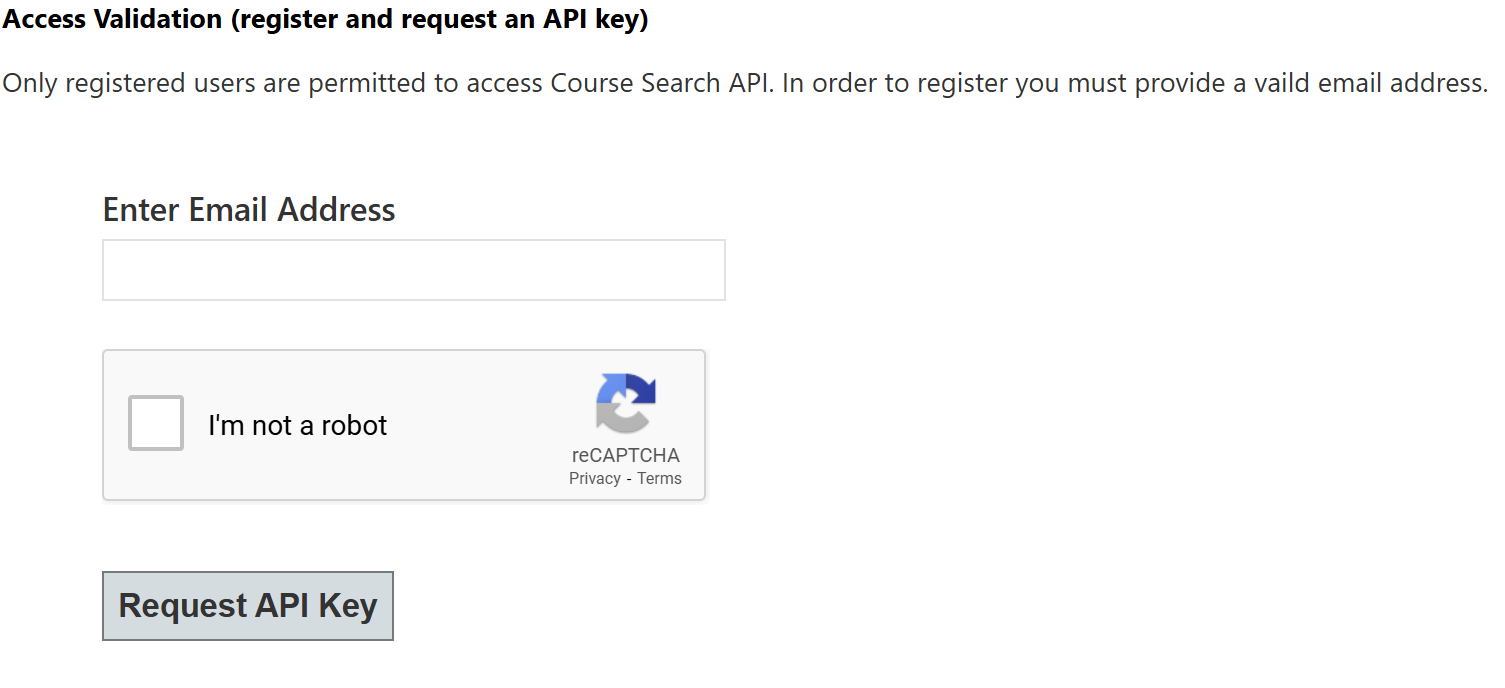 Access Validation (register and request an API key)
Only registered users are permitted to access Course Search API. In order to register you must provide a vaild email address.
Enter Email Address
I'm not a robot
reCAPTCHA
Privacy - Terms
Request API Key